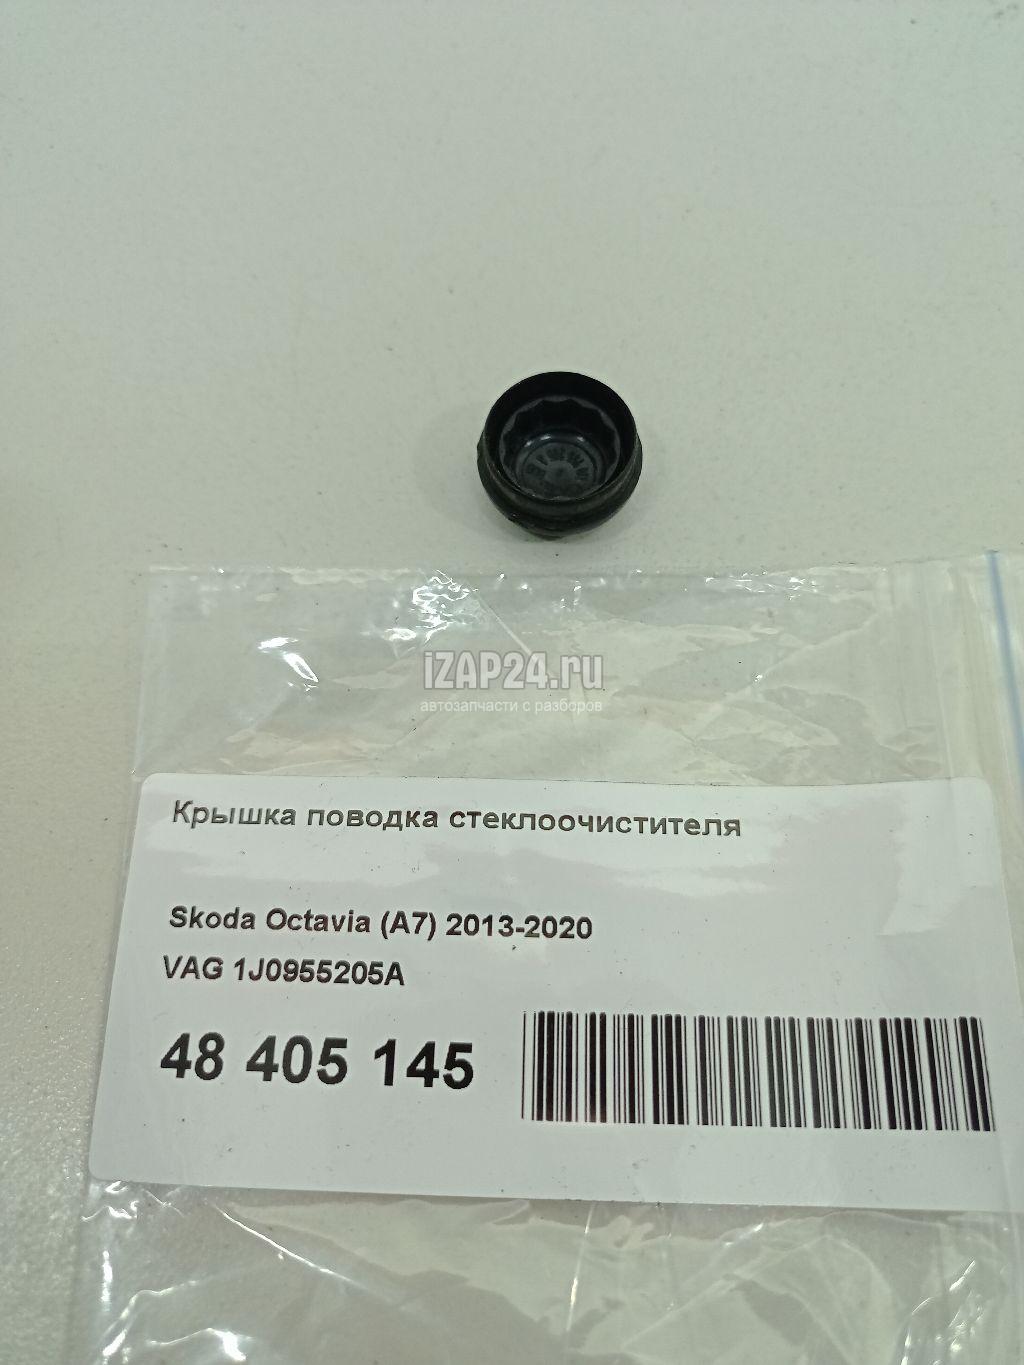 iZAP24.ru
автозапчасти с разборов
Крышка поводка стеклоочистителя
Skoda Octavia (A7) 2013-2020
VAG 1J0955205A
48 405 145